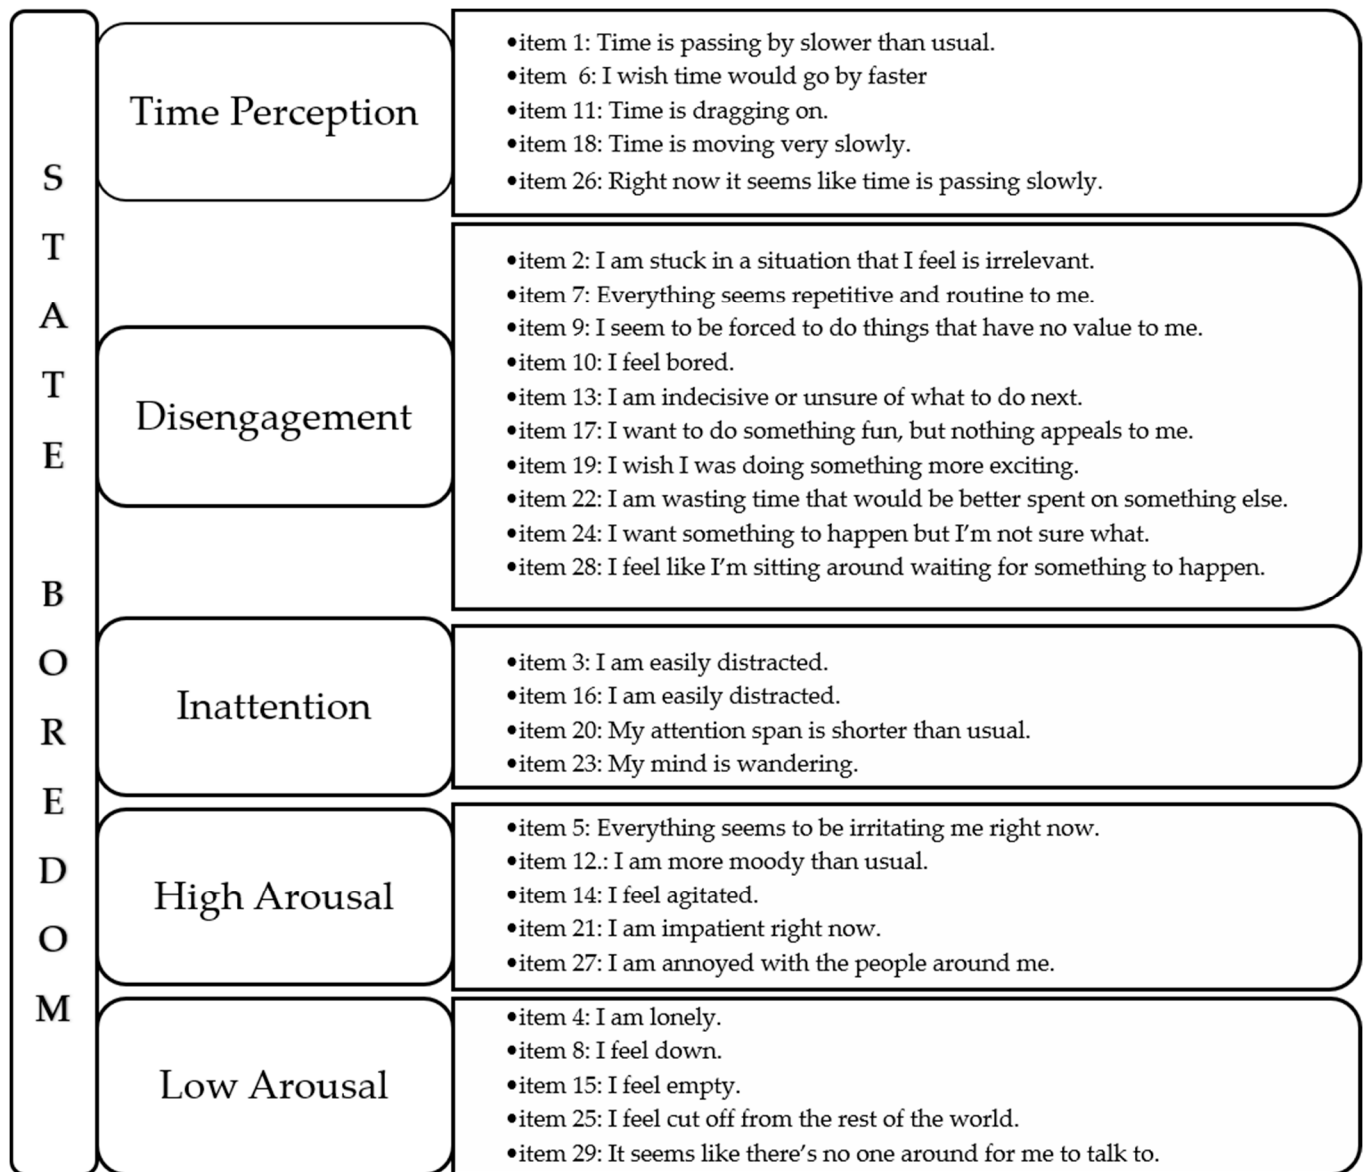 STATE BOREDOM
Time Perception
•item 1: Time is passing by slower than usual.
•item  6: I wish time would go by faster
•item 11: Time is dragging on.
•item 18: Time is moving very slowly.
•item 26: Right now it seems like time is passing slowly.
Disengagement
•item 2: I am stuck in a situation that I feel is irrelevant.
•item 7: Everything seems repetitive and routine to me.
•item 9: I seem to be forced to do things that have no value to me.
•item 10: I feel bored.
•item 13: I am indecisive or unsure of what to do next.
•item 17: I want to do something fun, but nothing appeals to me.
•item 19: I wish I was doing something more exciting.
•item 22: I am wasting time that would be better spent on something else.
•item 24: I want something to happen but I’m not sure what.
•item 28: I feel like I’m sitting around waiting for something to happen.
Inattention
•item 3: I am easily distracted.
•item 16: I am easily distracted.
•item 20: My attention span is shorter than usual.
•item 23: My mind is wandering.
High Arousal
•item 5: Everything seems to be irritating me right now.
•item 12.: I am more moody than usual.
•item 14: I feel agitated.
•item 21: I am impatient right now.
•item 27: I am annoyed with the people around me.
Low Arousal
•item 4: I am lonely.
•item 8: I feel down.
•item 15: I feel empty.
•item 25: I feel cut off from the rest of the world.
•item 29: It seems like there’s no one around for me to talk to.